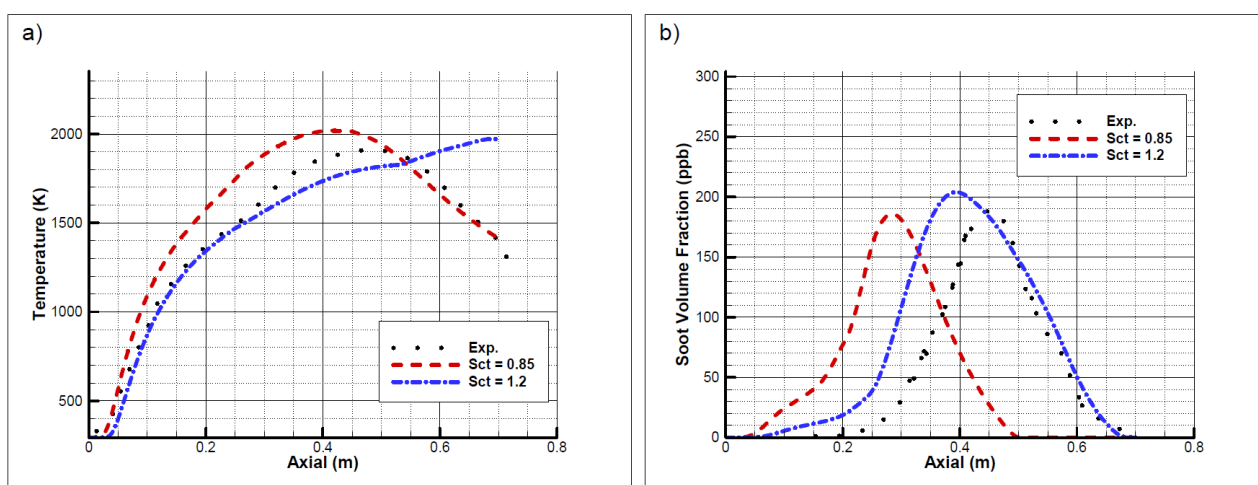 a)
Temperature (K)
2000
1500
1000
500
0
0.2
0.4
0.6
0.8
Axial (m)
Exp.
Sct = 0.85
Sct = 1.2
b)
Soot Volume Fraction (ppb)
300
250
200
150
100
50
0
0
0.2
0.4
0.6
0.8
Axial (m)
Exp.
Sct = 0.85
Sct = 1.2